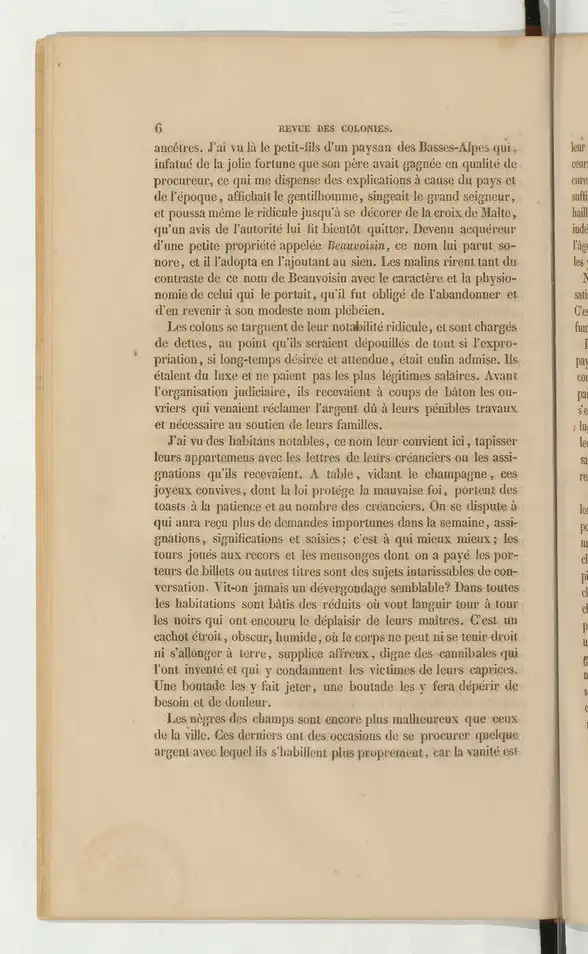 6 REVUE DES COLONIES.
ancêtres. J'ai vu là le petit-fils d'un paysan des Basses-Alpes qui,
infatué de la jolie fortune que son père avait gagnée en qualité de
procureur, ce qui me dispense des explications à cause du pays et
de l'époque, affichait le gentilhomme, singeait le grand seigneur,
et poussa même le ridicule jusqu'à se décorer de la croix de Malte,
qu'un avis de l'autorité lui fit bientôt quitter. Devenu acquéreur
d'une petite propriété appelée Beauvoisin, ce nom lui parut so-
nore, et il l'adopta en l'ajoutant au sien. Les malins rirent tant du
contraste de ce nom de Beauvoisin avec le caractère et la physio-
nomie de celui qui le portait, qu'il fut obligé de l'abandonner et
d'en revenir à son modeste nom plébéien.
Les colons se targuent de leur notabilité ridicule, et sont chargés
de dettes, au point qu'ils seraient dépouillés de tout si l'expro-
priation, si long-temps désirée et attendue, était enfin admise. Ils
étalent du luxe et ne paient pas les plus légitimes salaires. Avant
l'organisation judiciaire, ils recevaient à coups de bâton les ou-
vriers qui venaient réclamer l'argent dû à leurs pénibles travaux
et nécessaire au soutien de leurs familles.
J'ai vu des habitans notables, ce nom leur convient ici, tapisser
leurs appartemens avec les lettres de leurs créanciers ou les assi-
gnations qu'ils recevaient. A table, vidant le champagne, ces
joyeux convives, dont la loi protége la mauvaise foi, portent des
toasts à la patience et au nombre des créanciers. On se dispute à
qui aura reçu plus de demandes importunes dans la semaine, assi-
gnations, significations et saisies; c'est à qui mieux mieux; les
tours joués aux recors et les mensonges dont on a payé les por-
teurs de billets ou autres titres sont des sujets intarissables de con-
versation. Vit-on jamais un dévergondage semblable? Dans toutes
les habitations sont bâtis des réduits où vont languir tour à tour
les noirs qui ont encouru le déplaisir de leurs maîtres. C'est un
cachot étroit, obscur, humide, où le corps ne peut ni se tenir droit
ni s'allonger à terre, supplice affreux, digne des cannibales qui
l'ont inventé et qui y condamnent les victimes de leurs caprices.
Une boutade les y fait jeter, une boutade les y fera dépérir de
besoin et de douleur.
Les nègres des champs sont encore plus malheureux que ceux
de la ville. Ces derniers ont des occasions de se procurer quelque
argent avec lequel ils s'habillent plus proprement, car la vanité est